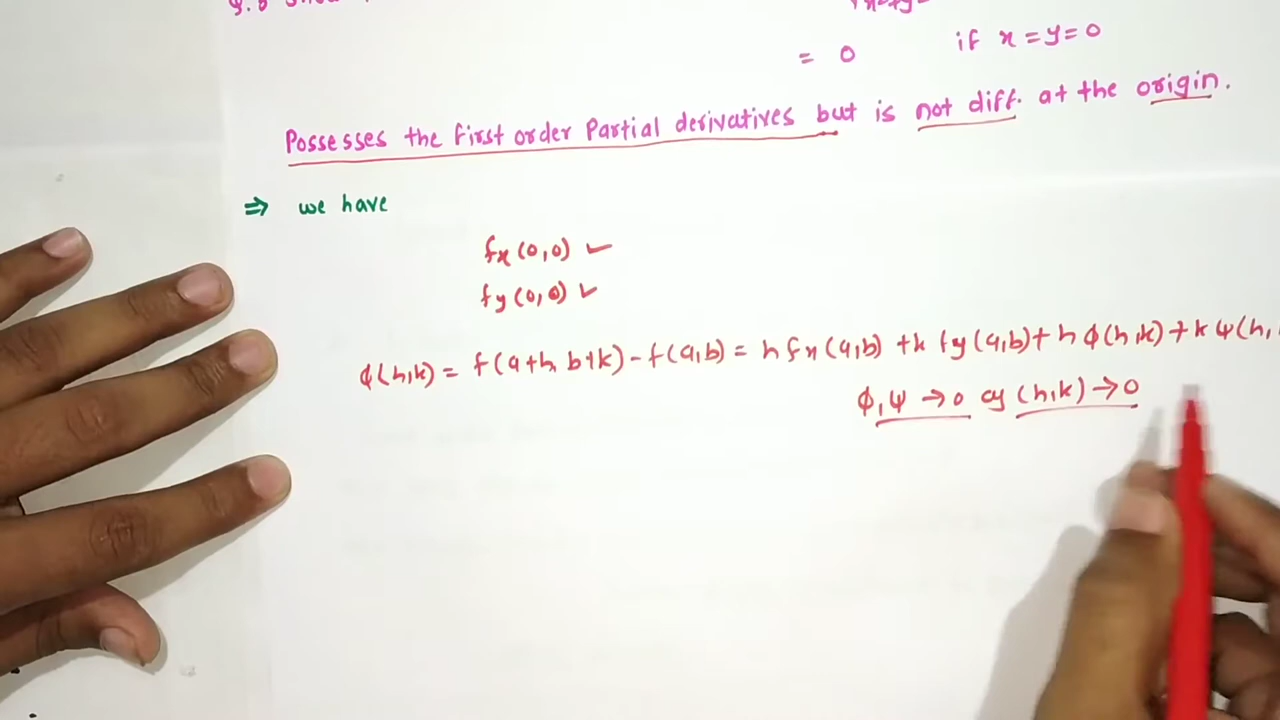 = 0 if x = y = 0
Possesses the first order Partial derivatives but is not diff. at the origin.
⇒ we have
fx (0,0) ✓
fy (0,0) ✓
ϕ(h,k) = f(a+h, b+k) - f(a,b) = h fx (a,b) + k fy (a,b) + h ϕ(h,k) + k ψ(h,
ϕ,ψ → 0 as (h,k) → 0